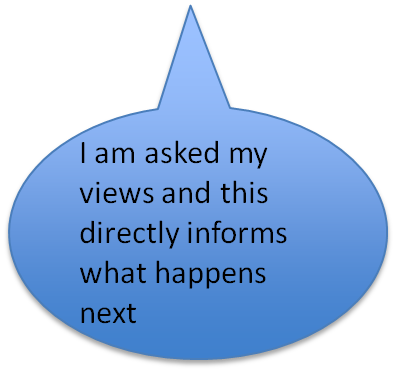 I am asked my
views and this
directly informs
what happens
next